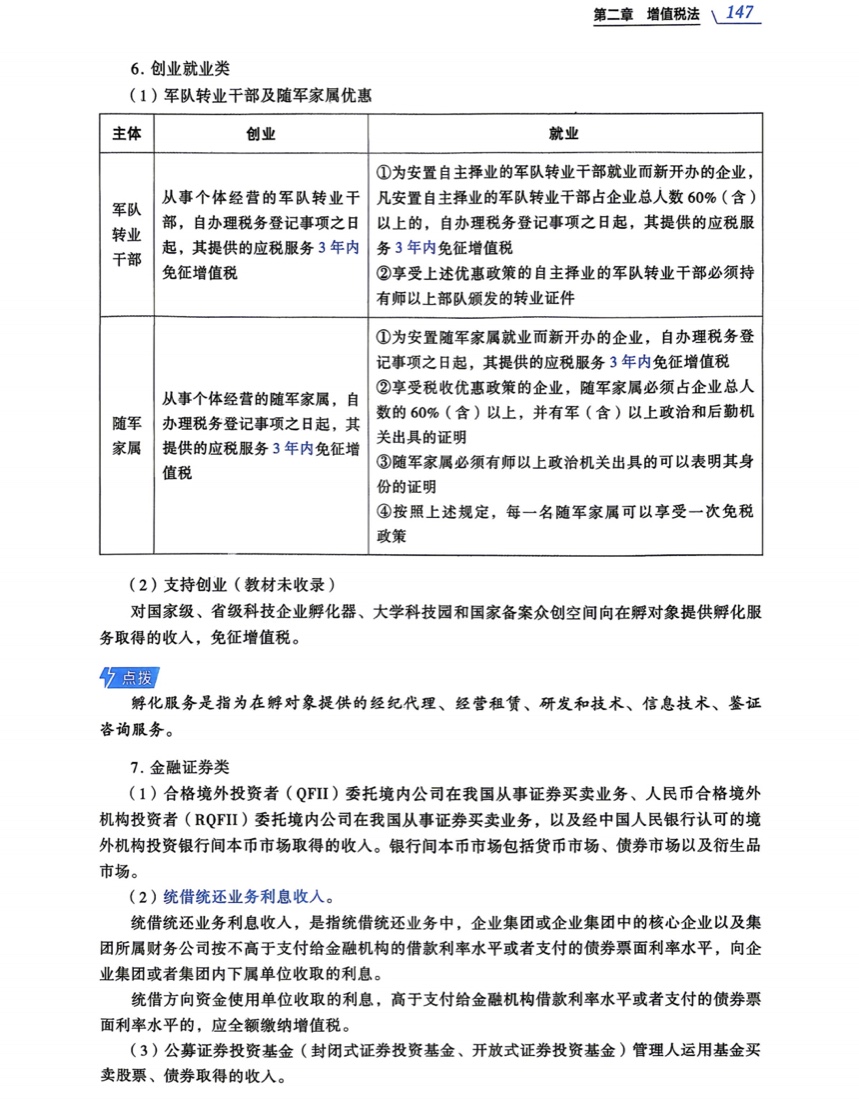 第二章 增值税法 147
6. 创业就业类
（1）军队转业干部及随军家属优惠
主体 创业 就业
军队
转业
干部
从事个体经营的军队转业干
部，自办理税务登记事项之日
起，其提供的应税服务 3 年内
免征增值税
①为安置自主择业的军队转业干部就业而新开办的企业，
凡安置自主择业的军队转业干部占企业总人数 60%（含）
以上的，自办理税务登记事项之日起，其提供的应税服
务 3 年内免征增值税
②享受上述优惠政策的自主择业的军队转业干部必须持
有师以上部队颁发的转业证件
随军
家属
从事个体经营的随军家属，自
办理税务登记事项之日起，其
提供的应税服务 3 年内免征增
值税
①为安置随军家属就业而新开办的企业，自办理税务登
记事项之日起，其提供的应税服务 3 年内免征增值税
②享受税收优惠政策的企业，随军家属必须占企业总人
数的 60%（含）以上，并有军（含）以上政治和后勤机
关出具的证明
③随军家属必须有师以上政治机关出具的可以表明其身
份的证明
④按照上述规定，每一名随军家属可以享受一次免税
政策
（2）支持创业（教材未收录）
对国家级、省级科技企业孵化器、大学科技园和国家备案众创空间向在孵对象提供孵化服
务取得的收入，免征增值税。
点拨
孵化服务是指为在孵对象提供的经纪代理、经营租赁、研发和技术、信息技术、鉴证
咨询服务。
7. 金融证券类
（1）合格境外投资者（QFII）委托境内公司在我国从事证券买卖业务、人民币合格境外
机构投资者（RQFII）委托境内公司在我国从事证券买卖业务，以及经中国人民银行认可的境
外机构投资银行间本币市场取得的收入。银行间本币市场包括货币市场、债券市场以及衍生品
市场。
（2）统借统还业务利息收入。
统借统还业务利息收入，是指统借统还业务中，企业集团或企业集团中的核心企业以及集
团所属财务公司按不高于支付给金融机构的借款利率水平或者支付的债券票面利率水平，向企
业集团或者集团内下属单位收取的利息。
统借方向资金使用单位收取的利息，高于支付给金融机构借款利率水平或者支付的债券票
面利率水平的，应全额缴纳增值税。
（3）公募证券投资基金（封闭式证券投资基金、开放式证券投资基金）管理人运用基金买
卖股票、债券取得的收入。